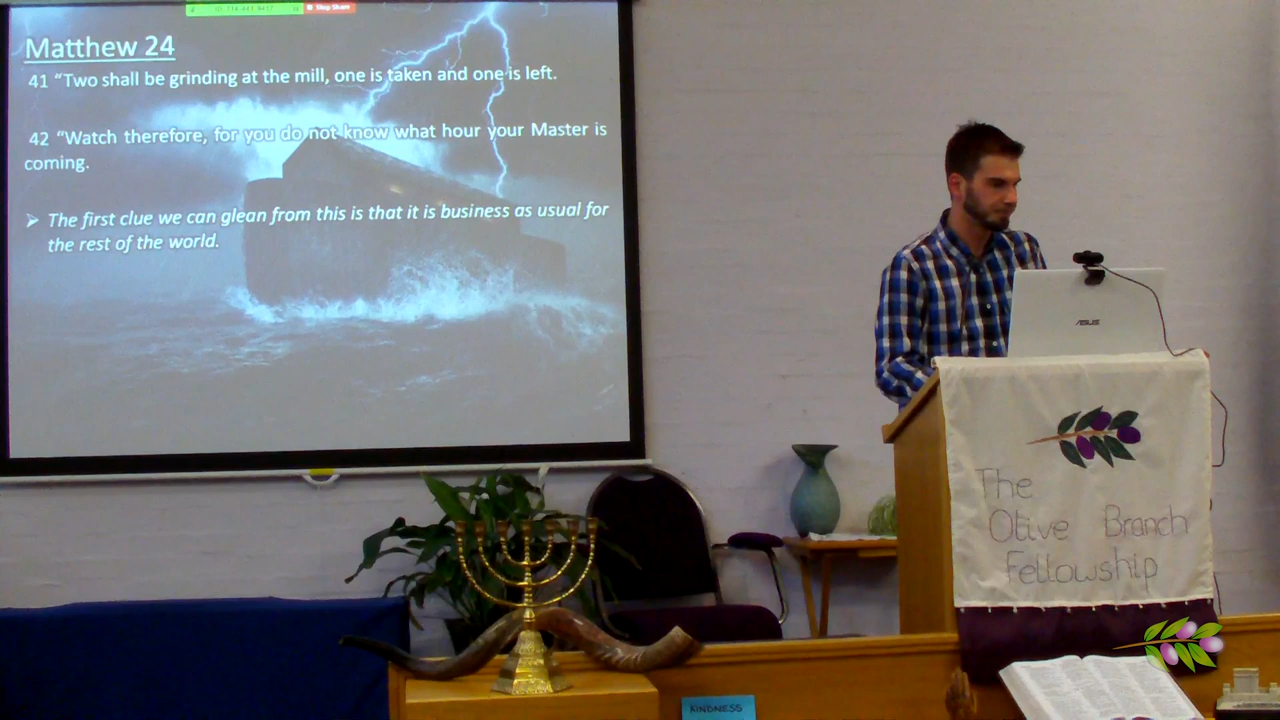 Stop Share
Matthew 24
41 “Two shall be grinding at the mill, one is taken and one is left.
42 “Watch therefore, for you do not know what hour your Master is
coming.
➢ The first clue we can glean from this is that it is business as usual for
the rest of the world.
ASUS
The
Olive Branch
Fellowship
KINDNESS